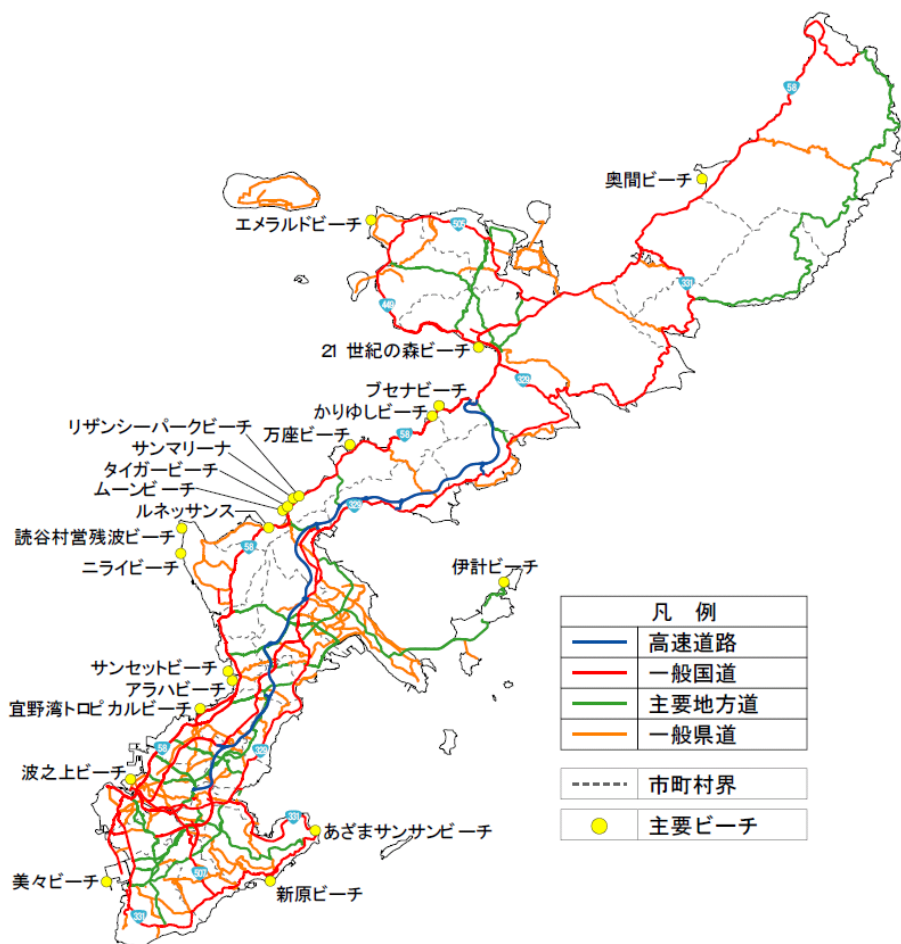 58
奥間ビーチ
エメラルドビーチ
505
331
449
21 世紀の森ビーチ
329
ブセナビーチ
かりゆしビーチ
リザンシーパークビーチ
万座ビーチ
58
サンマリーナ
タイガービーチ
ムーンビーチ
329
ルネッサンス
読谷村営残波ビーチ
58
ニライビーチ
伊計ビーチ
凡 例
高速道路
一般国道
主要地方道
一般県道
市町村界
主要ビーチ
サンセットビーチ
アラハビーチ
宜野湾トロピカルビーチ
58
329
波之上ビーチ
331
あざまサンサンビーチ
美々ビーチ
507
新原ビーチ
331